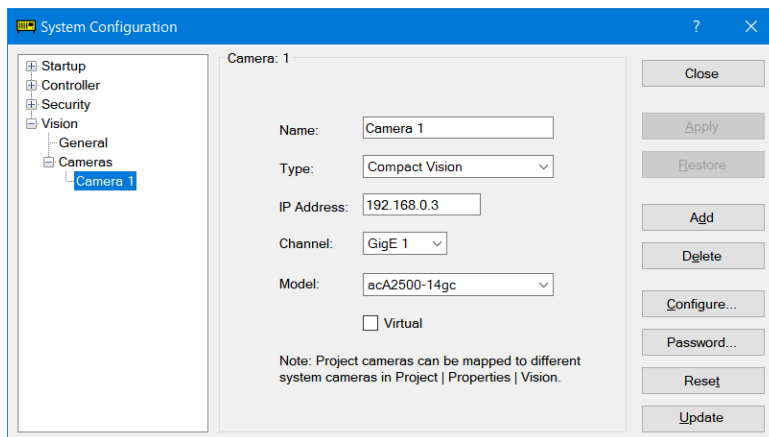 System Configuration
?
Startup
Controller
Security
Vision
General
Cameras
Camera 1
Camera: 1
Name: Camera 1
Type: Compact Vision
IP Address: 192.168.0.3
Channel: GigE 1
Model: acA2500-14gc
Virtual
Note: Project cameras can be mapped to different
system cameras in Project | Properties | Vision.
Close
Apply
Restore
Add
Delete
Configure...
Password...
Reset
Update